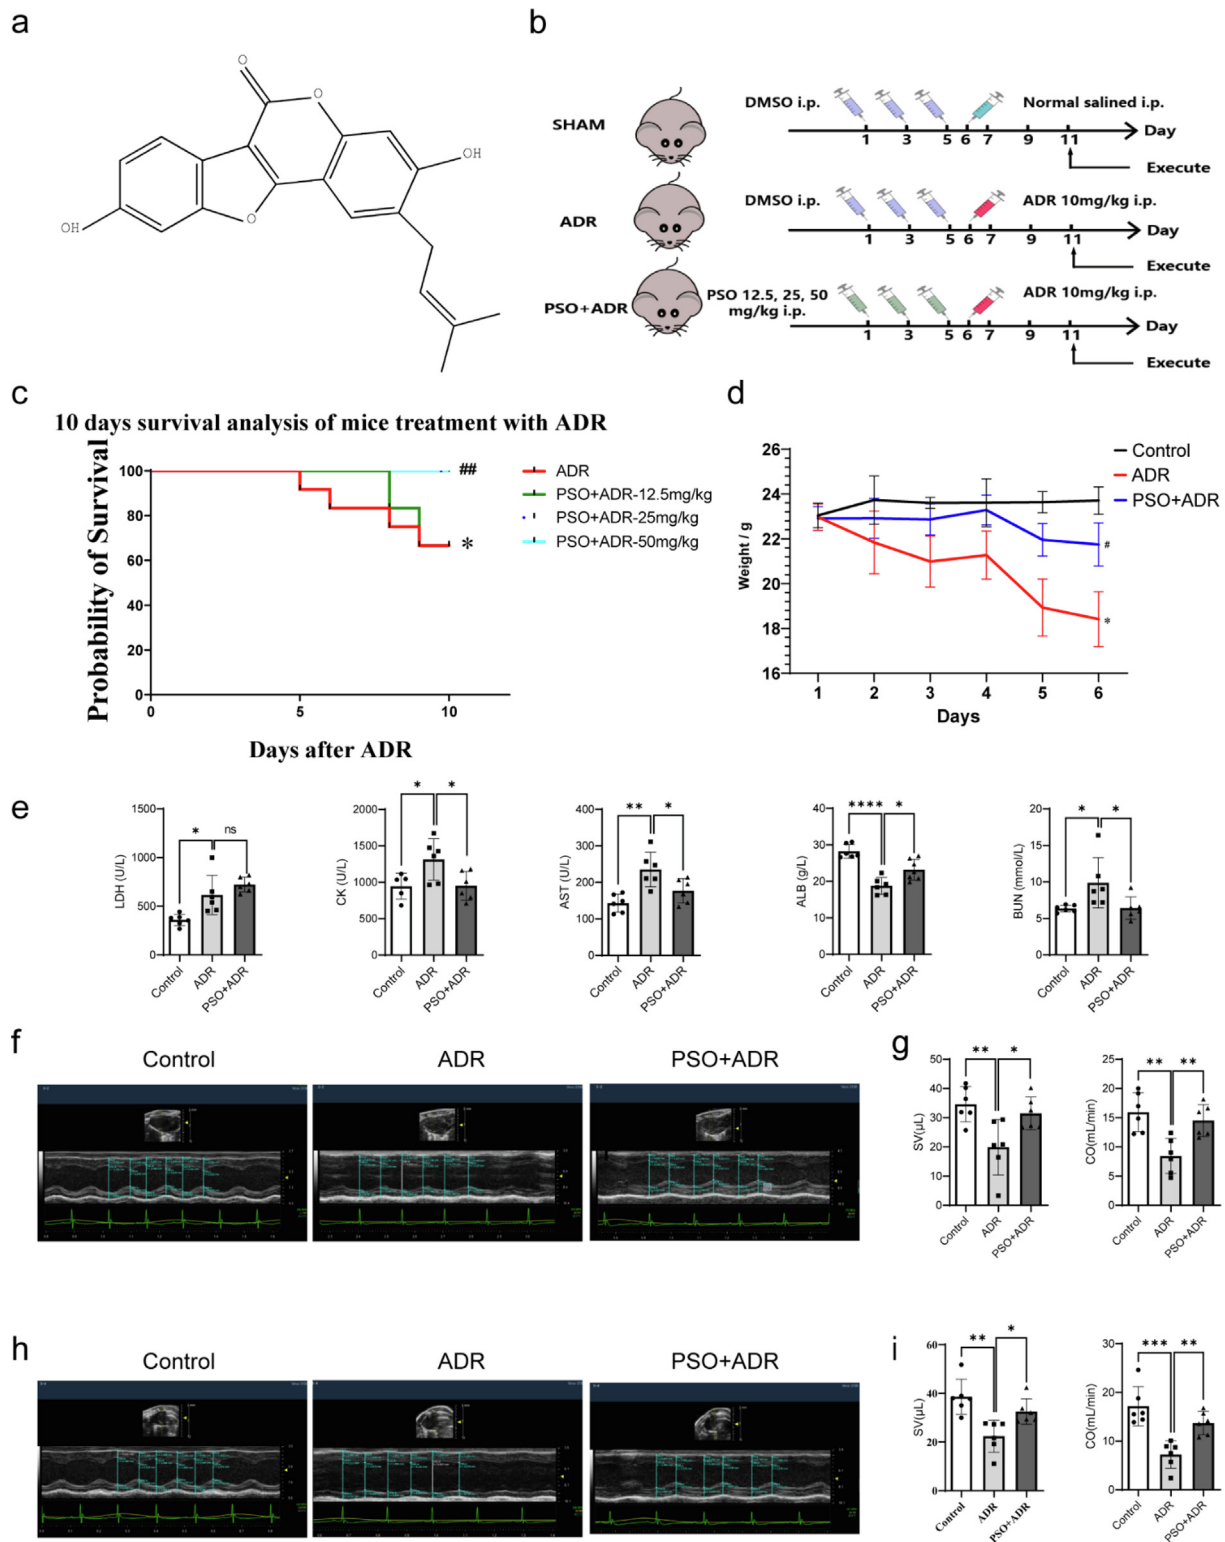 a
O
O
OH
O
OH
b
SHAM
DMSO i.p.
Normal salined i.p.
1 3 5 6 7 9 11
Day
Execute
ADR
DMSO i.p.
ADR 10mg/kg i.p.
1 3 5 6 7 9 11
Day
Execute
PSO+ADR
PSO 12.5, 25, 50
mg/kg i.p.
ADR 10mg/kg i.p.
1 3 5 6 7 9 11
Day
Execute
c
10 days survival analysis of mice treatment with ADR
Probability of Survival
100
80
60
40
20
0
0 5 10
Days after ADR
##
*
ADR
PSO+ADR-12.5mg/kg
PSO+ADR-25mg/kg
PSO+ADR-50mg/kg
d
Weight / g
26
24
22
20
18
16
1 2 3 4 5 6
Days
#
*
Control
ADR
PSO+ADR
e
LDH (U/L)
1500
1000
500
0
* ns
Control ADR PSO+ADR
CK (U/L)
2000
1500
1000
500
0
* *
Control ADR PSO+ADR
AST (U/L)
400
300
200
100
0
** *
Control ADR PSO+ADR
ALB (g/L)
40
30
20
10
0
**** *
Control ADR PSO+ADR
BUN (mmol/L)
20
15
10
5
0
* *
Control ADR PSO+ADR
f
Control ADR PSO+ADR
g
SV(μL)
50
40
30
20
10
0
** *
Control ADR PSO+ADR
CO(mL/min)
25
20
15
10
5
0
** **
Control ADR PSO+ADR
h
Control ADR PSO+ADR
i
SV(μL)
60
40
20
0
** *
Control ADR PSO+ADR
CO(mL/min)
30
20
10
0
*** **
Control ADR PSO+ADR